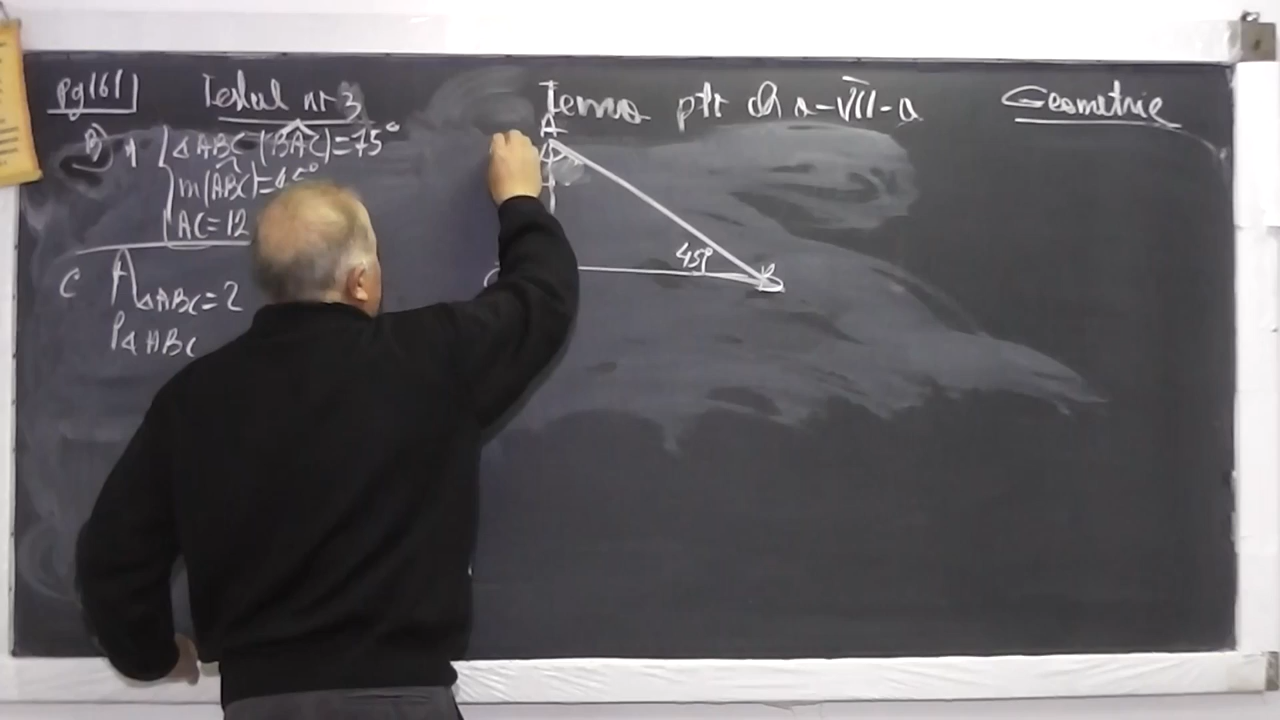 Pg 161
Testul nr 3
Tema ptr cls a-VII-a
Geometrie
B) △ABC (BAC)=75°
m(ABC)=45°
AC=12
C A△ABC=?
P△ABC
A
45°
B
C